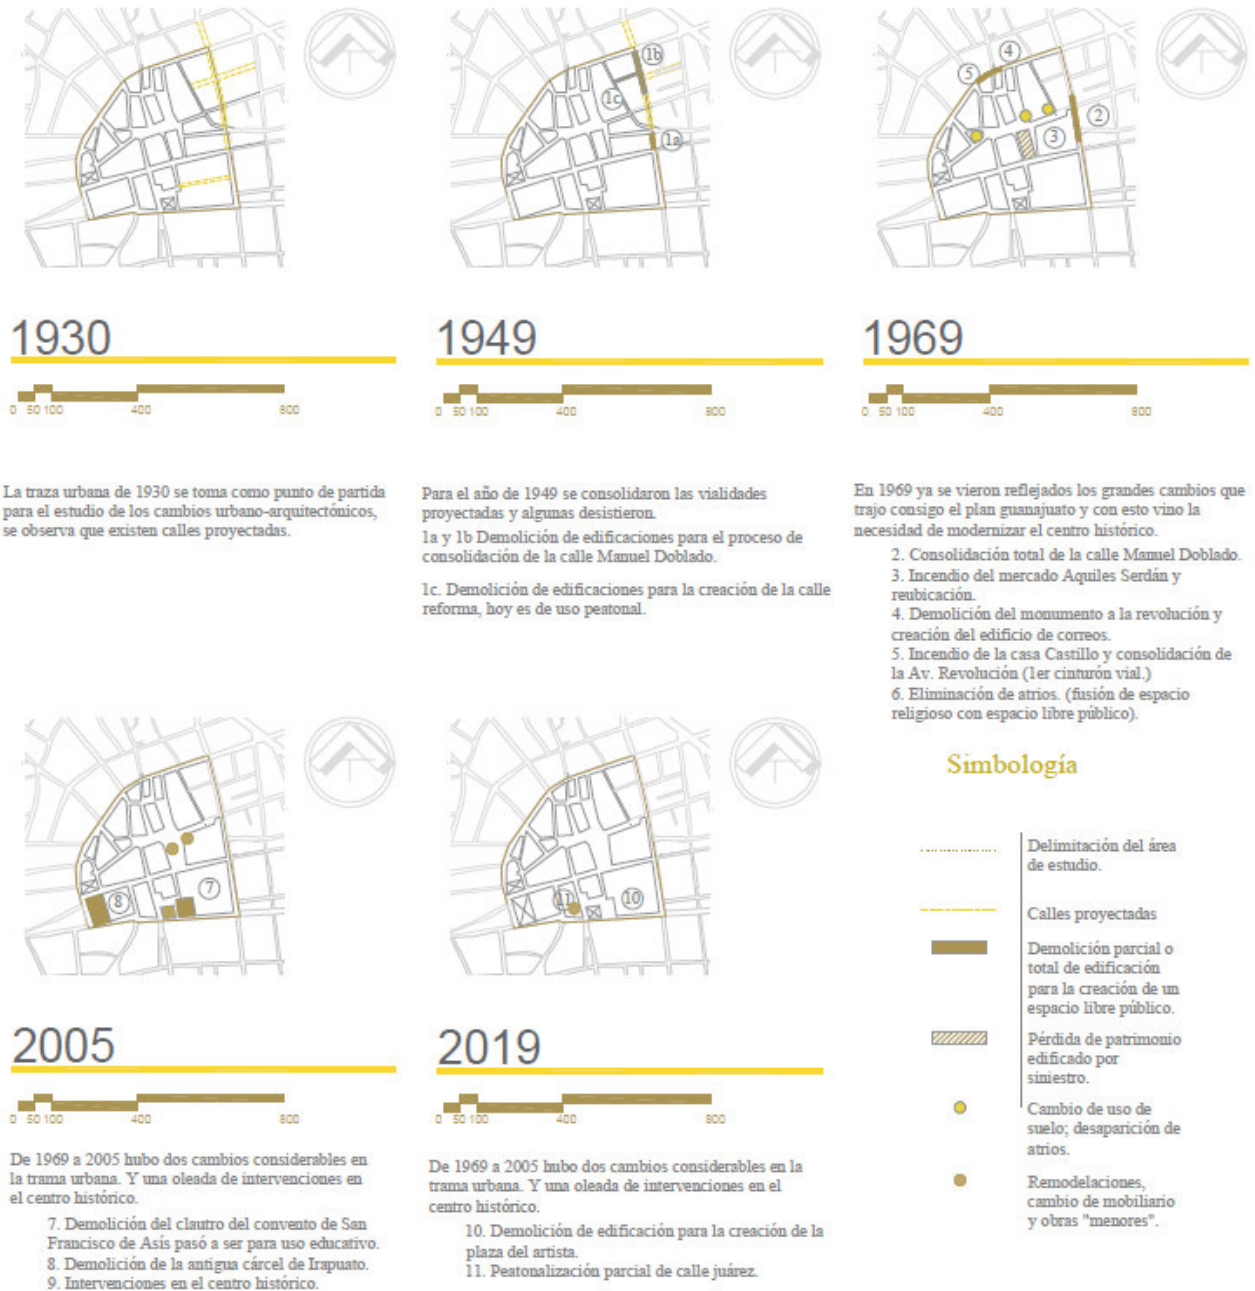 1b
1c
1a
4
5
2
3
1930
0 50 100 400 800
La traza urbana de 1930 se toma como punto de partida
para el estudio de los cambios urbano-arquitectónicos,
se observa que existen calles proyectadas.
1949
0 50 100 400 800
Para el año de 1949 se consolidaron las vialidades
proyectadas y algunas desistieron.
1a y 1b Demolición de edificaciones para el proceso de
consolidación de la calle Manuel Doblado.
1c. Demolición de edificaciones para la creación de la calle
reforma, hoy es de uso peatonal.
1969
0 50 100 400 800
En 1969 ya se vieron reflejados los grandes cambios que
trajo consigo el plan guanajuato y con esto vino la
necesidad de modernizar el centro histórico.
2. Consolidación total de la calle Manuel Doblado.
3. Incendio del mercado Aquiles Serdán y
reubicación.
4. Demolición del monumento a la revolución y
creación del edificio de correos.
5. Incendio de la casa Castillo y consolidación de
la Av. Revolución (1er cinturón vial.)
6. Eliminación de atrios. (fusión de espacio
religioso con espacio libre público).
7
8
11
10
2005
0 50 100 400 800
De 1969 a 2005 hubo dos cambios considerables en
la trama urbana. Y una oleada de intervenciones en
el centro histórico.
7. Demolición del clautro del convento de San
Francisco de Asís pasó a ser para uso educativo.
8. Demolición de la antigua cárcel de Irapuato.
9. Intervenciones en el centro histórico.
2019
0 50 100 400 800
De 1969 a 2005 hubo dos cambios considerables en la
trama urbana. Y una oleada de intervenciones en el
centro histórico.
10. Demolición de edificación para la creación de la
plaza del artista.
11. Peatonalización parcial de calle juárez.
Simbología
Delimitación del área
de estudio.
Calles proyectadas
Demolición parcial o
total de edificación
para la creación de un
espacio libre público.
Pérdida de patrimonio
edificado por
siniestro.
Cambio de uso de
suelo; desaparición de
atrios.
Remodelaciones,
cambio de mobiliario
y obras "menores".